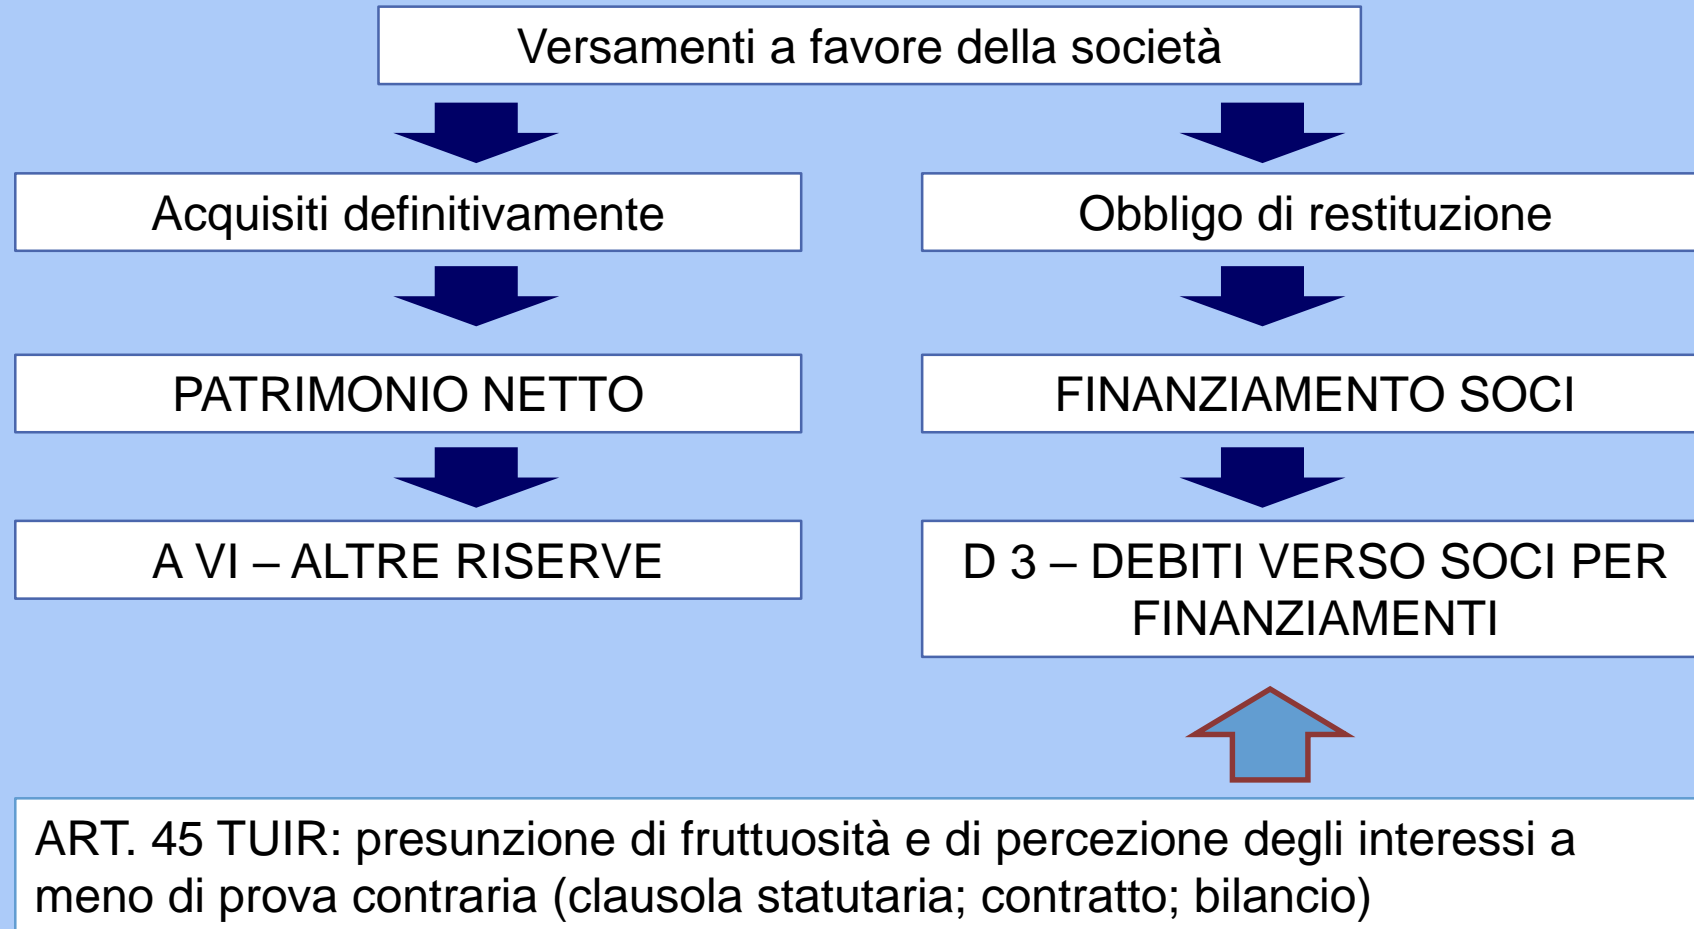 Versamenti a favore della società
Acquisiti definitivamente
Obbligo di restituzione
PATRIMONIO NETTO
FINANZIAMENTO SOCI
A VI – ALTRE RISERVE
D 3 – DEBITI VERSO SOCI PER
FINANZIAMENTI
ART. 45 TUIR: presunzione di fruttuosità e di percezione degli interessi a
meno di prova contraria (clausola statutaria; contratto; bilancio)